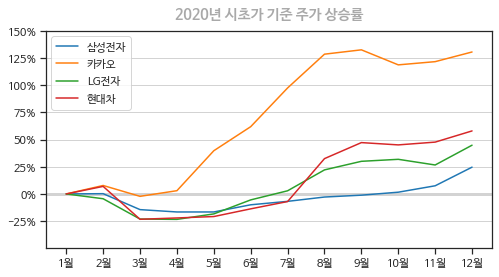 2020년 시초가 기준 주가 상승률
150%
125%
100%
75%
50%
25%
0%
−25%
삼성전자
카카오
LG전자
현대차
1월 2월 3월 4월 5월 6월 7월 8월 9월 10월 11월 12월